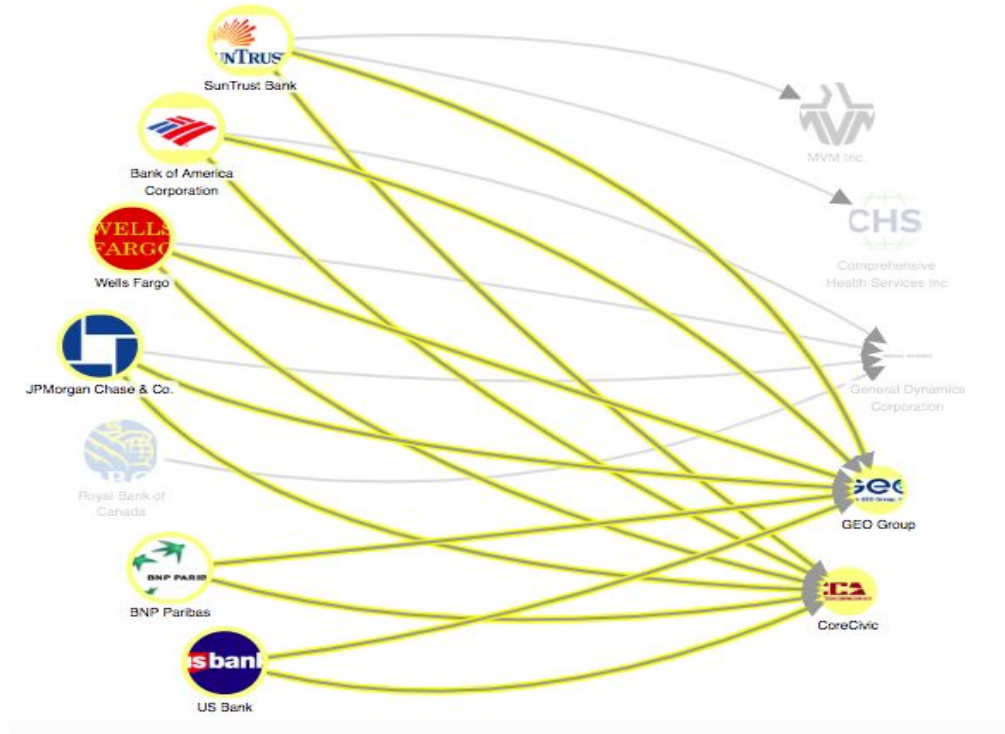 UNTRUS
SunTrust Bank
Bank of America
Corporation
WELLS
FARGO
Wells Fargo
JPMorgan Chase & Co.
Royal Bank of
Canada
BNP PARIB
BNP Paribas
usbank
US Bank
MVM Inc.
CHS
Comprehensive
Health Services Inc
General Dynamics
Corporation
GEO
GEO Group
CCA
CoreCivic